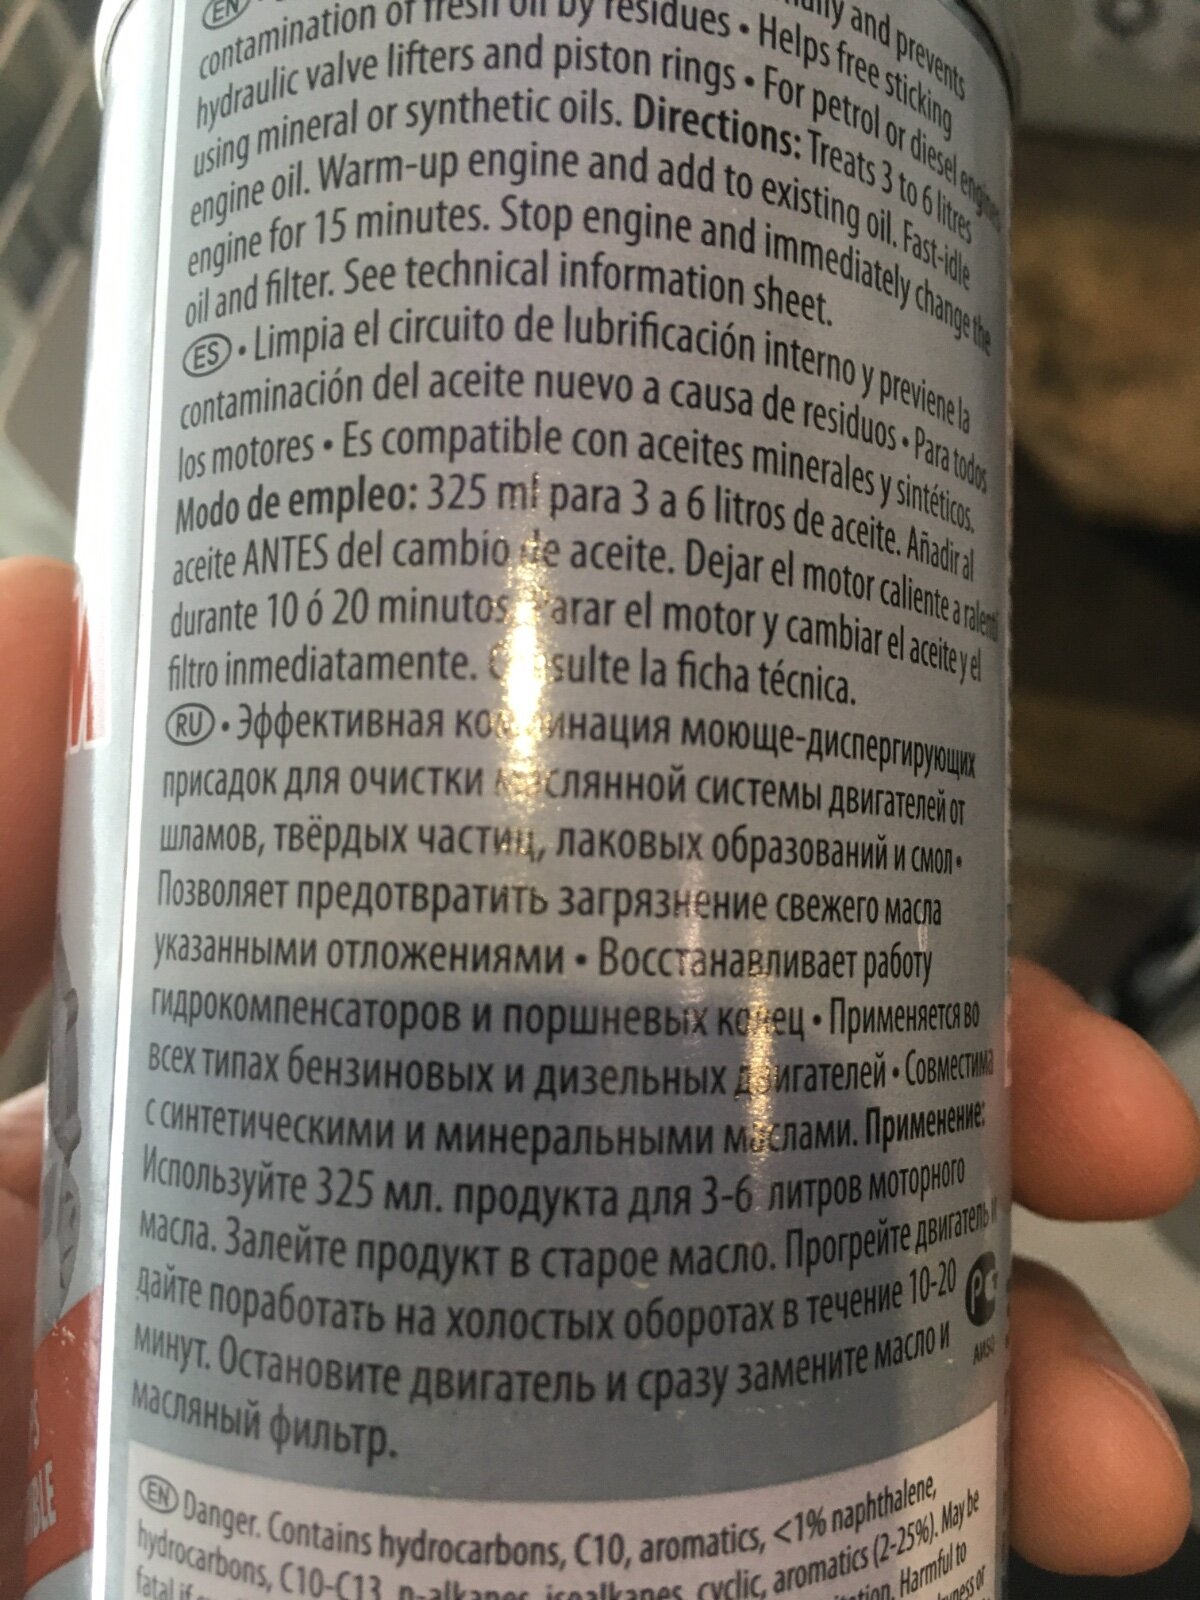 EN
ally and prevents
contamination of fresh oil by residues • Helps free sticking
hydraulic valve lifters and piston rings • For petrol or diesel engines
using mineral or synthetic oils. Directions: Treats 3 to 6 litres
engine oil. Warm-up engine and add to existing oil. Fast-idle
engine for 15 minutes. Stop engine and immediately change the
oil and filter. See technical information sheet.
ES • Limpia el circuito de lubrificación interno y previene la
contaminación del aceite nuevo a causa de residuos • Para todos
los motores • Es compatible con aceites minerales y sintéticos.
Modo de empleo: 325 ml para 3 a 6 litros de aceite. Añadir al
aceite ANTES del cambio de aceite. Dejar el motor caliente a ralentí
durante 10 ó 20 minutos. Parar el motor y cambiar el aceite y el
filtro inmediatamente. Consulte la ficha técnica.
RU • Эффективная комбинация моюще-диспергирующих
присадок для очистки маслянной системы двигателей от
шламов, твёрдых частиц, лаковых образований и смол •
Позволяет предотвратить загрязнение свежего масла
указанными отложениями • Восстанавливает работу
гидрокомпенсаторов и поршневых колец • Применяется во
всех типах бензиновых и дизельных двигателей • Совместима
с синтетическими и минеральными маслами. Применение:
Используйте 325 мл. продукта для 3-6 литров моторного
масла. Залейте продукт в старое масло. Прогрейте двигатель и
дайте поработать на холостых оборотах в течение 10-20
минут. Остановите двигатель и сразу замените масло и
масляный фильтр.
EN Danger. Contains hydrocarbons, C10, aromatics, <1% naphthalene,
hydrocarbons, C10-C13, n-alkanes, isoalkanes, cyclic, aromatics (2-25%). May be
fatal if Harmful to